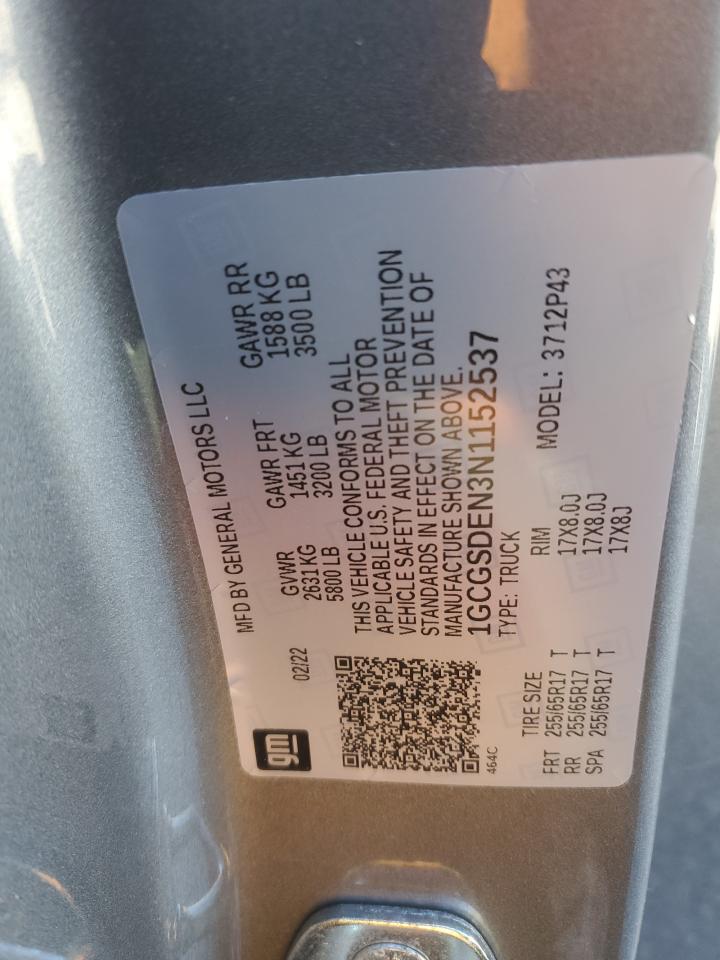 gm
MFD BY GENERAL MOTORS LLC
02/22
GVWR GAWR FRT GAWR RR
2631 KG 1451 KG 1588 KG
5800 LB 3200 LB 3500 LB
THIS VEHICLE CONFORMS TO ALL
APPLICABLE U.S. FEDERAL MOTOR
VEHICLE SAFETY AND THEFT PREVENTION
STANDARDS IN EFFECT ON THE DATE OF
MANUFACTURE SHOWN ABOVE.
1GCGSDEN3N1152537
464C
TYPE: TRUCK MODEL: 3712P43
TIRE SIZE RIM
FRT 255/65R17 T 17X8.0J
RR 255/65R17 T 17X8.0J
SPA 255/65R17 T 17X8J